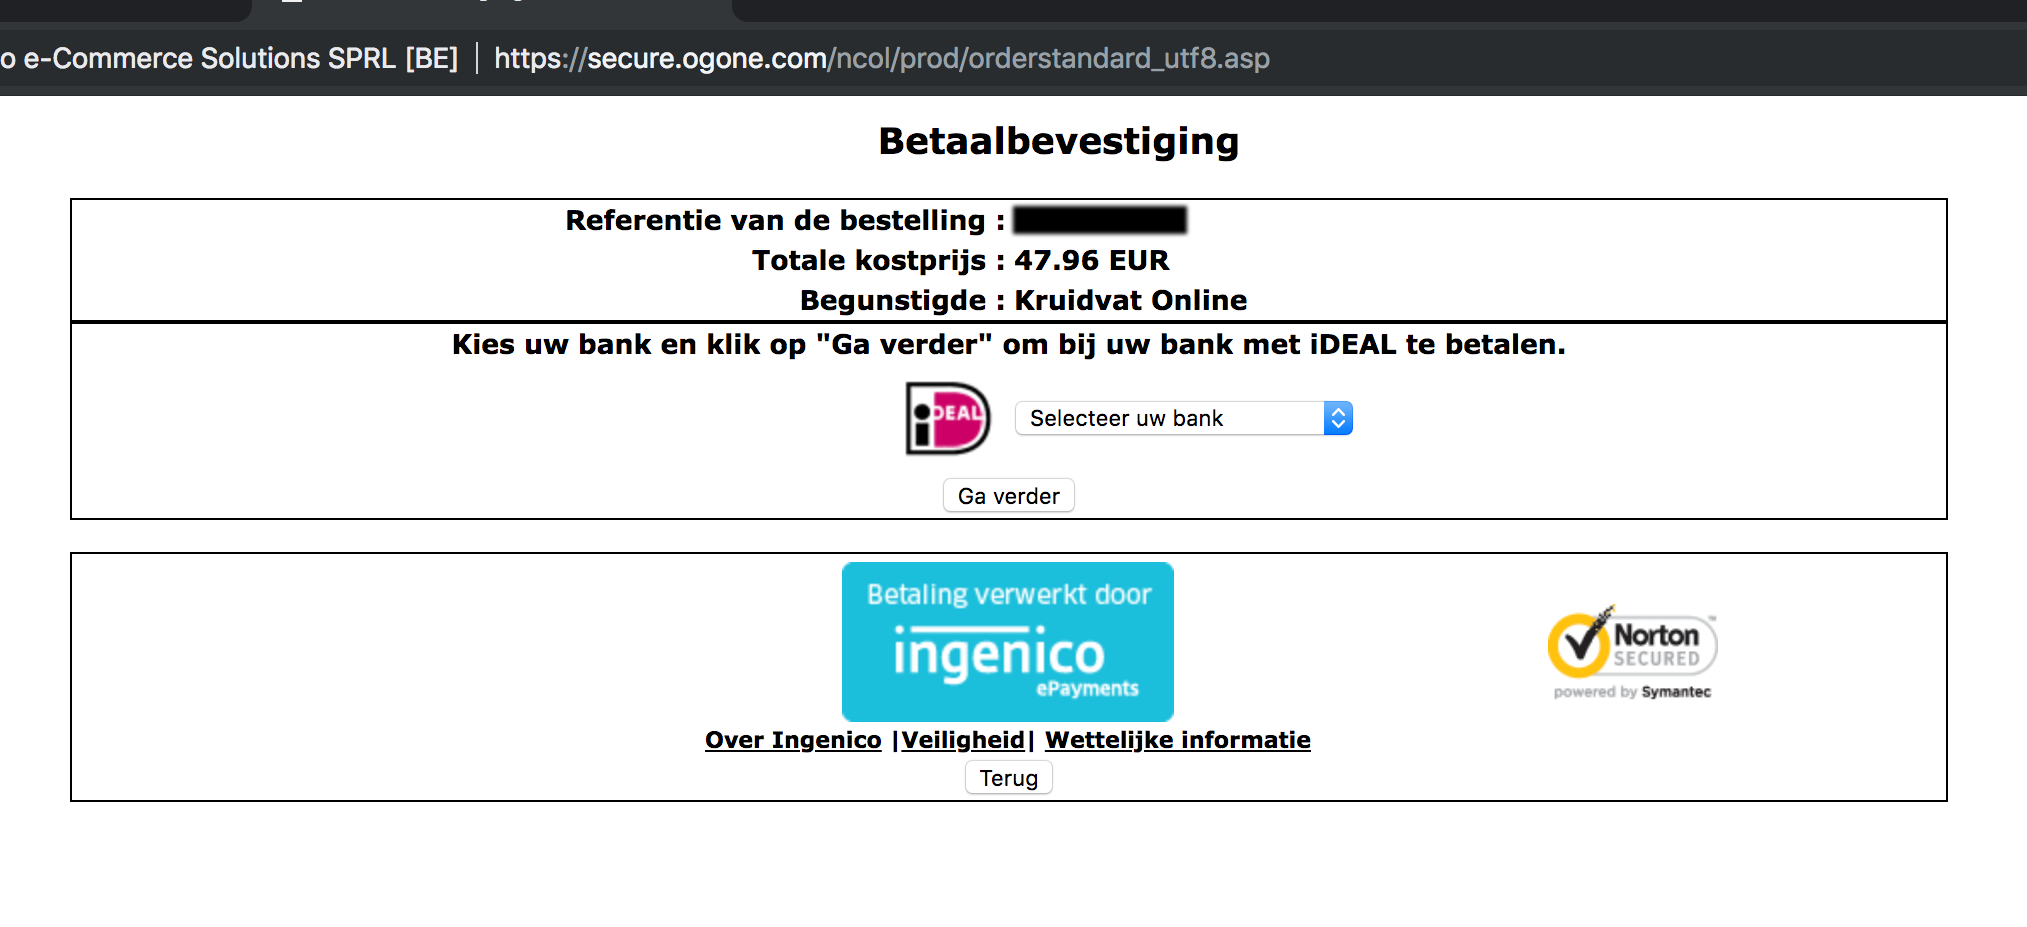 o e-Commerce Solutions SPRL [BE] | https://secure.ogone.com/ncol/prod/orderstandard_utf8.asp
Betaalbevestiging
Referentie van de bestelling :
Totale kostprijs : 47.96 EUR
Begunstigde : Kruidvat Online
Kies uw bank en klik op "Ga verder" om bij uw bank met iDEAL te betalen.
iDEAL Selecteer uw bank
Ga verder
Betaling verwerkt door
ingenico
ePayments
Norton
SECURED
powered by Symantec
Over Ingenico |Veiligheid| Wettelijke informatie
Terug